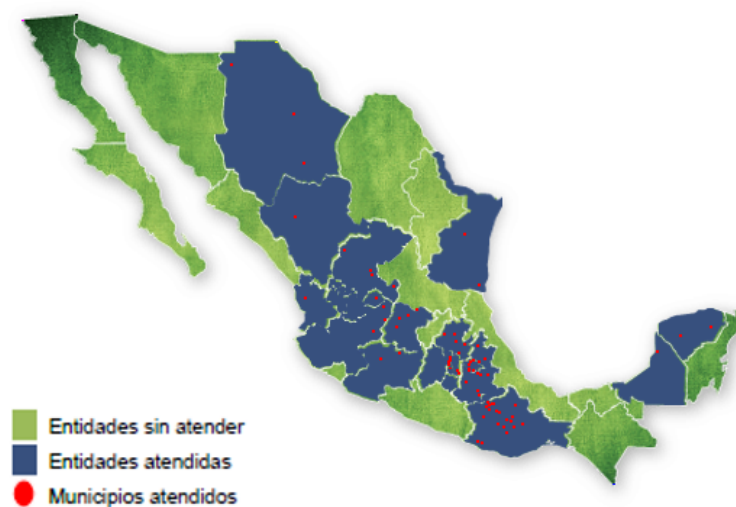 Entidades sin atender
Entidades atendidas
Municipios atendidos